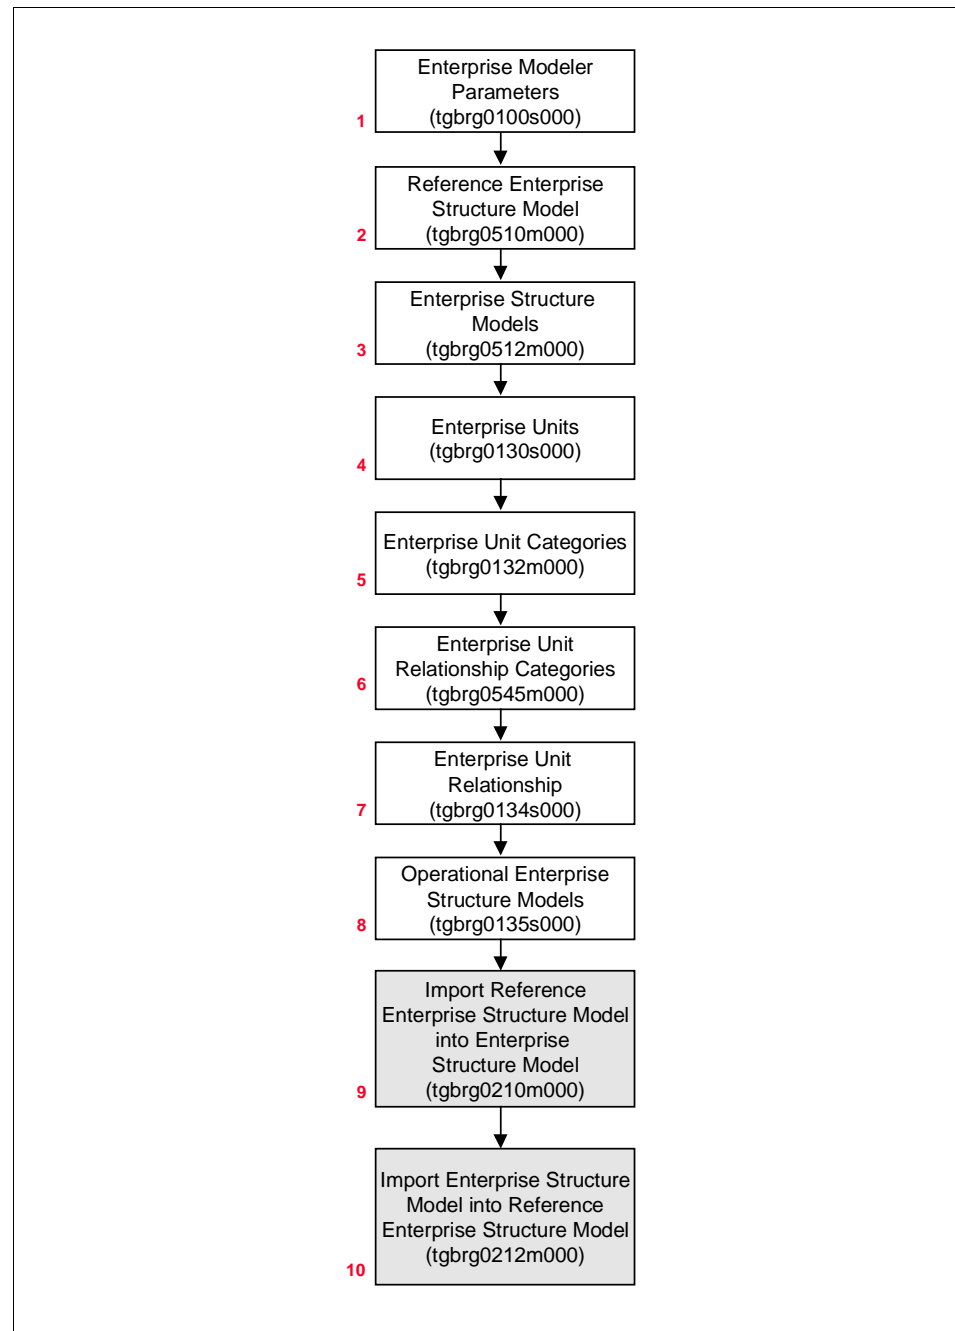 Enterprise Modeler
Parameters
(tgbrg0100s000)
1
Reference Enterprise
Structure Model
(tgbrg0510m000)
2
Enterprise Structure
Models
(tgbrg0512m000)
3
Enterprise Units
(tgbrg0130s000)
4
Enterprise Unit Categories
(tgbrg0132m000)
5
Enterprise Unit
Relationship Categories
(tgbrg0545m000)
6
Enterprise Unit
Relationship
(tgbrg0134s000)
7
Operational Enterprise
Structure Models
(tgbrg0135s000)
8
Import Reference
Enterprise Structure Model
into Enterprise
Structure Model
(tgbrg0210m000)
9
Import Enterprise Structure
Model into Reference
Enterprise Structure Model
(tgbrg0212m000)
10